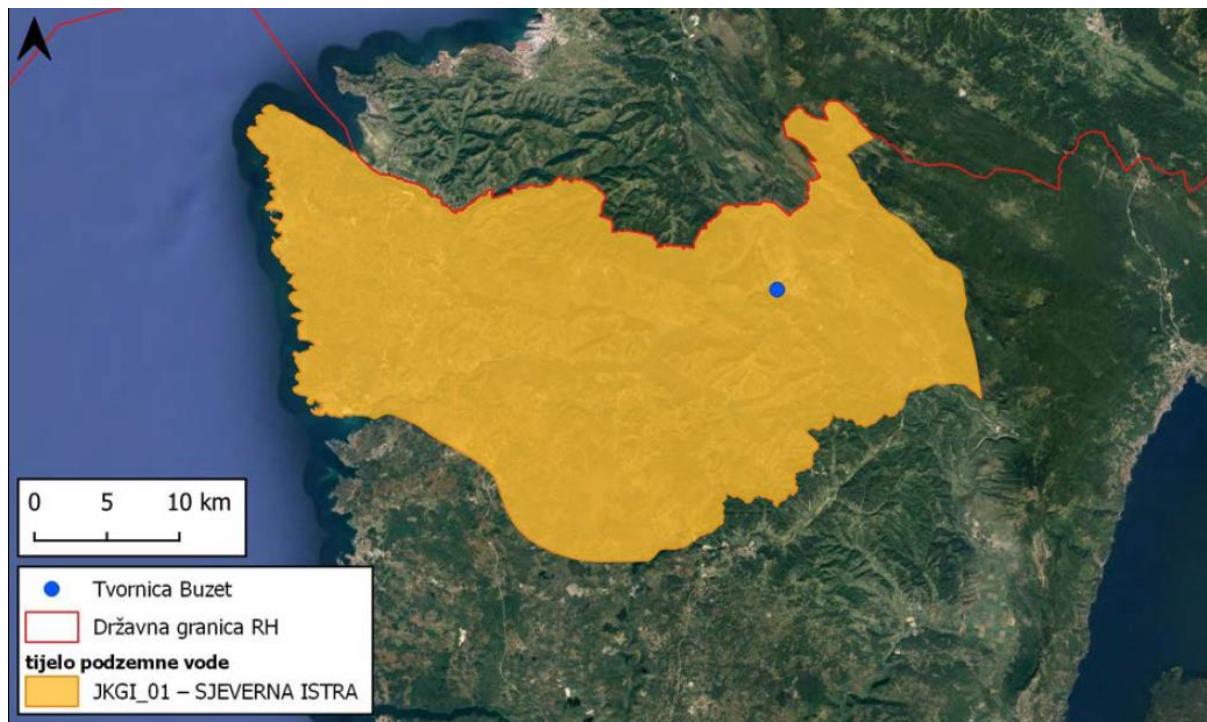 0 5 10 km
Tvornica Buzet
Državna granica RH
tijelo podzemne vode
JKGI_01 – SJEVERNA ISTRA